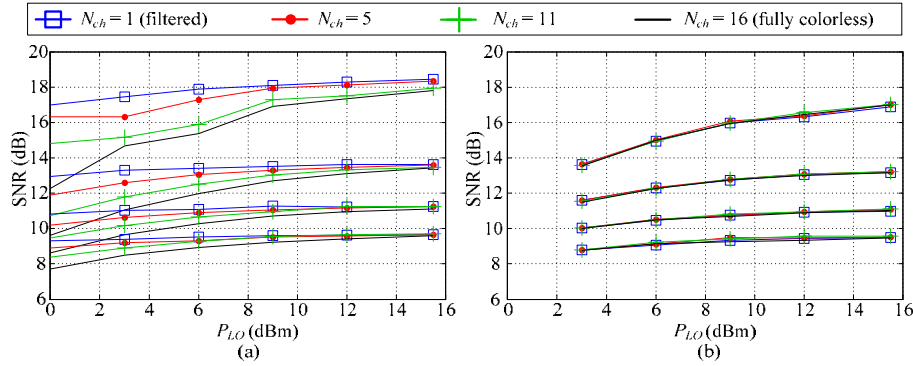 N_ch = 1 (filtered) N_ch = 5 N_ch = 11 N_ch = 16 (fully colorless)
20
18
16
14
12
10
8
6
SNR (dB)
0 2 4 6 8 10 12 14 16
P_LO (dBm)
(a)
20
18
16
14
12
10
8
6
SNR (dB)
0 2 4 6 8 10 12 14 16
P_LO (dBm)
(b)